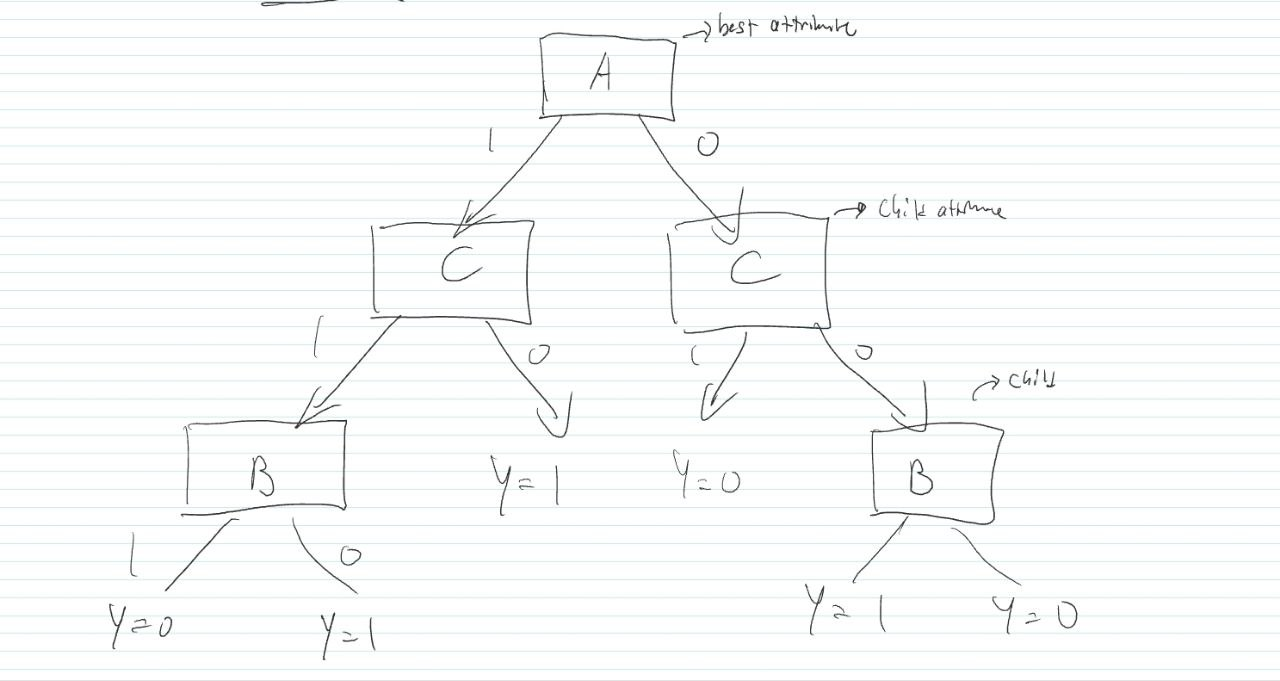 best attribute
A
1 0
Child attribute
C C
1 0 1 0
child
B B
Y=1 Y=0
1 0
Y=0 Y=1 Y=1 Y=0